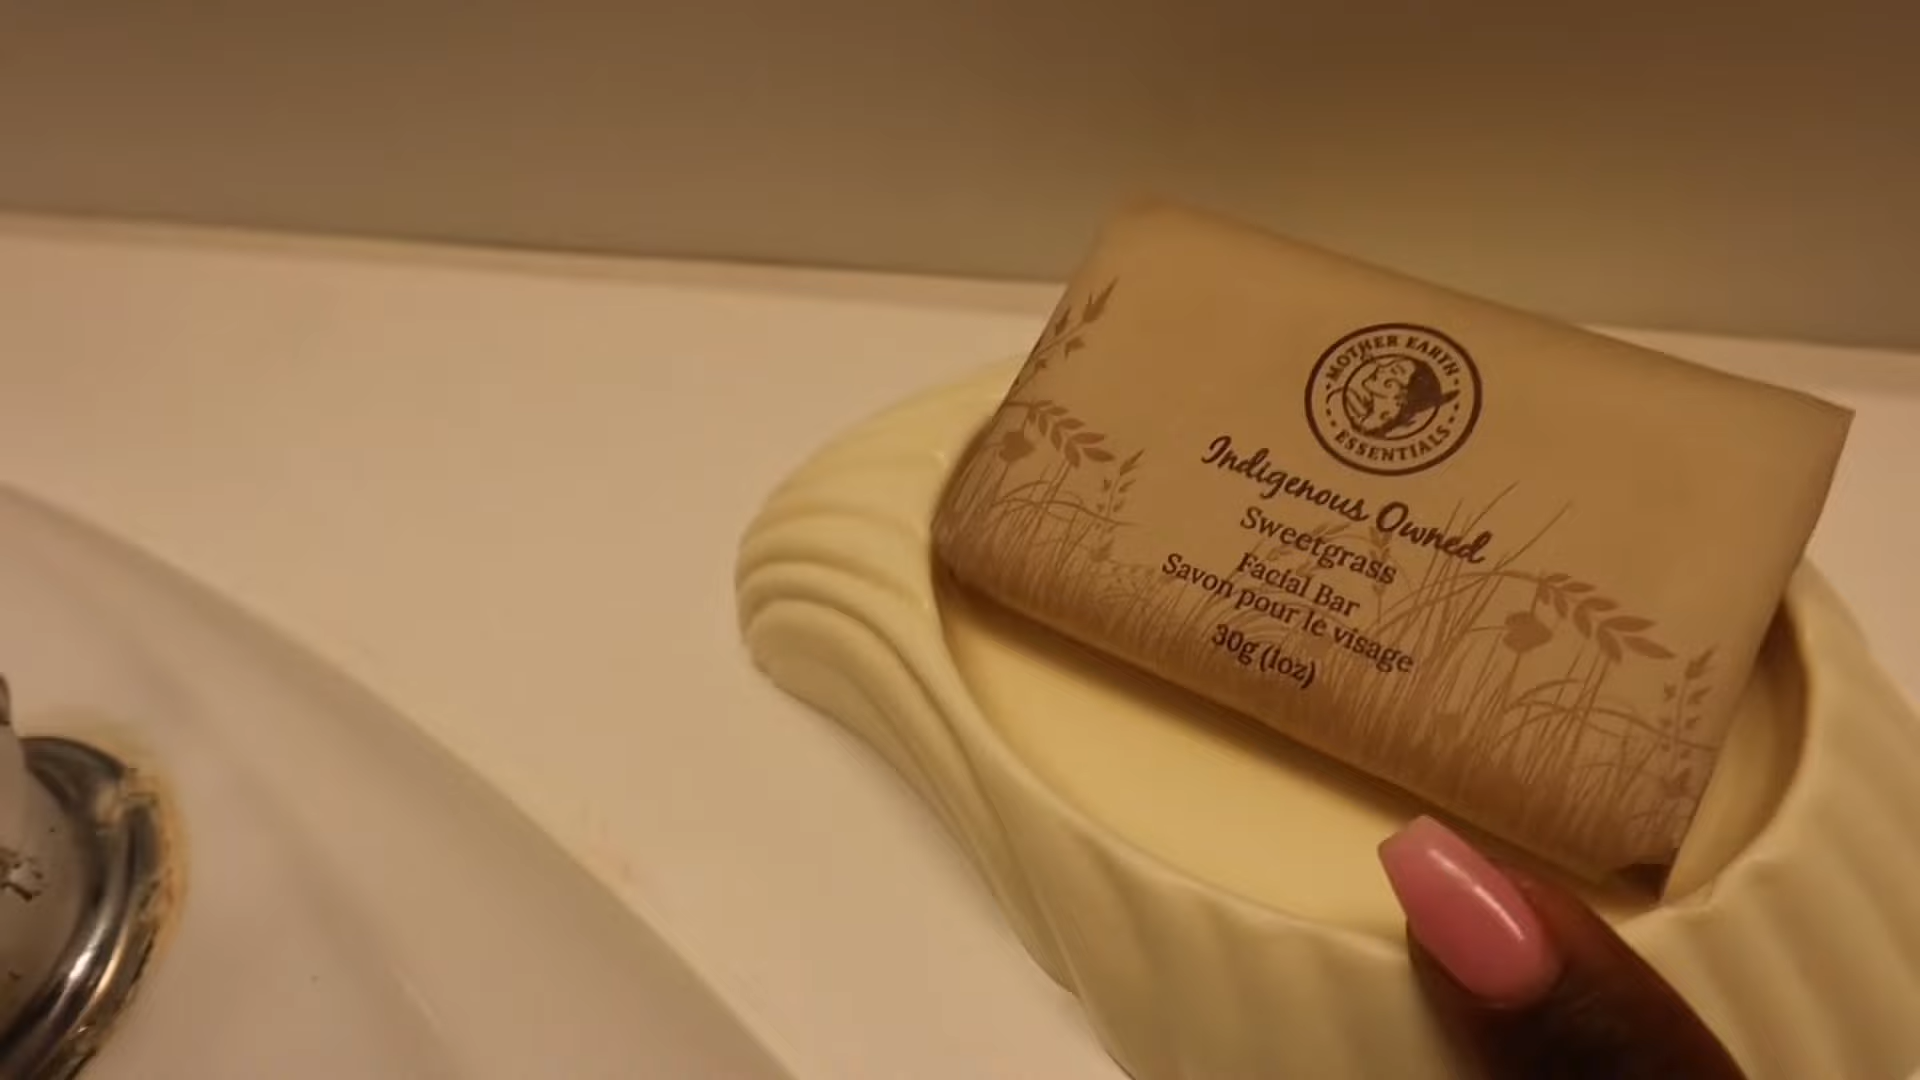 MOTHER EARTH
ESSENTIALS
Indigenous Owned
Sweetgrass
Facial Bar
Savon pour le visage
30g (1oz)